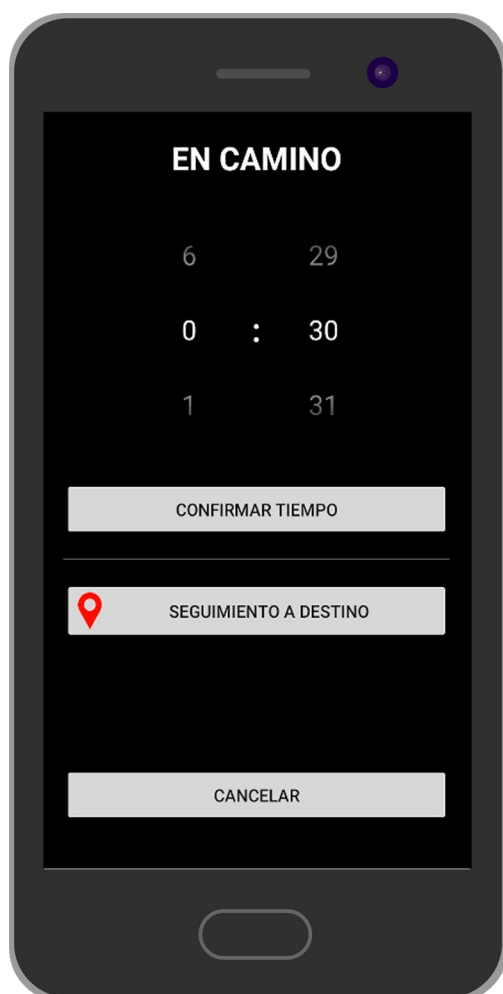 EN CAMINO
6 29
0 : 30
1 31
CONFIRMAR TIEMPO
SEGUIMIENTO A DESTINO
CANCELAR